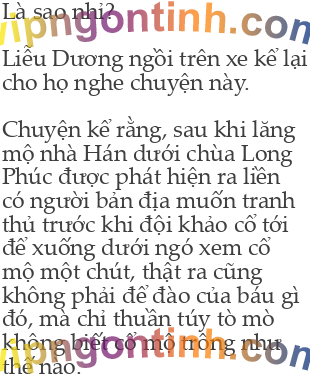 Là sao nhỉ?
vipngontinh.com
Liễu Dương ngồi trên xe kể lại
cho họ nghe chuyện này.
Chuyện kể rằng, sau khi lăng
mộ nhà Hán dưới chùa Long
Phúc được phát hiện ra liền
có người bản địa muốn tranh
thủ trước khi đội khảo cổ tới
để xuống dưới ngó xem cổ
mộ một chút, thật ra cũng
không phải để đào của báu gì
đó, mà chỉ thuần túy tò mò
không biết cổ mộ trông như
vipngontinh.com
thế nào.